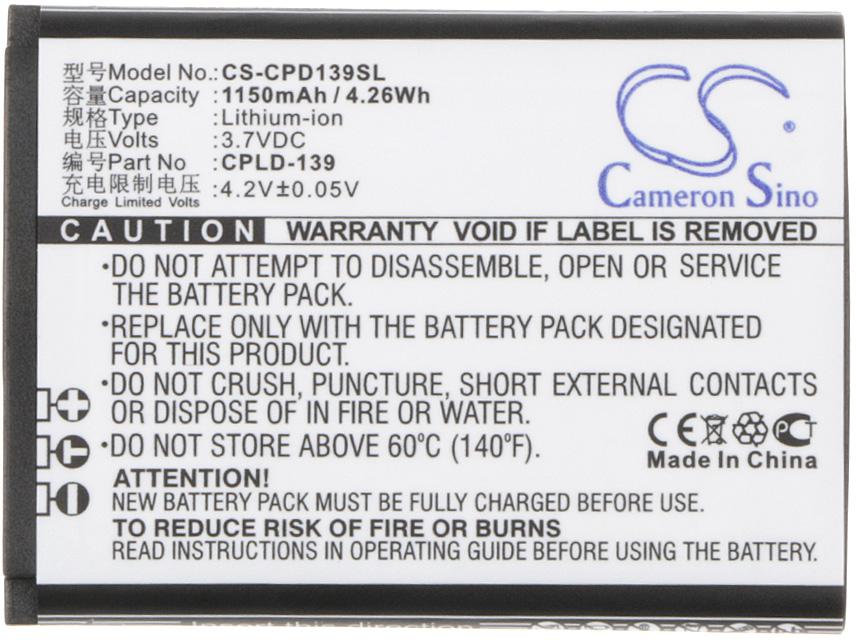 型号Model No.: CS-CPD139SL
容量Capacity : 1150mAh / 4.26Wh
规格Type : Lithium-ion
电压Volts : 3.7VDC
编号Part No : CPLD-139
充电限制电压 : 4.2V±0.05V
Charge Limited Volts
CS
Cameron Sino
CAUTION WARRANTY VOID IF LABEL IS REMOVED
·DO NOT ATTEMPT TO DISASSEMBLE, OPEN OR SERVICE
THE BATTERY PACK.
·REPLACE ONLY WITH THE BATTERY PACK DESIGNATED
FOR THIS PRODUCT.
·DO NOT CRUSH, PUNCTURE, SHORT EXTERNAL CONTACTS
OR DISPOSE OF IN FIRE OR WATER.
·DO NOT STORE ABOVE 60°C (140°F).
CE PCT
Made In China
ATTENTION!
NEW BATTERY PACK MUST BE FULLY CHARGED BEFORE USE.
TO REDUCE RISK OF FIRE OR BURNS
READ INSTRUCTIONS IN OPERATING GUIDE BEFORE USING BATTERY.
Insert this direction